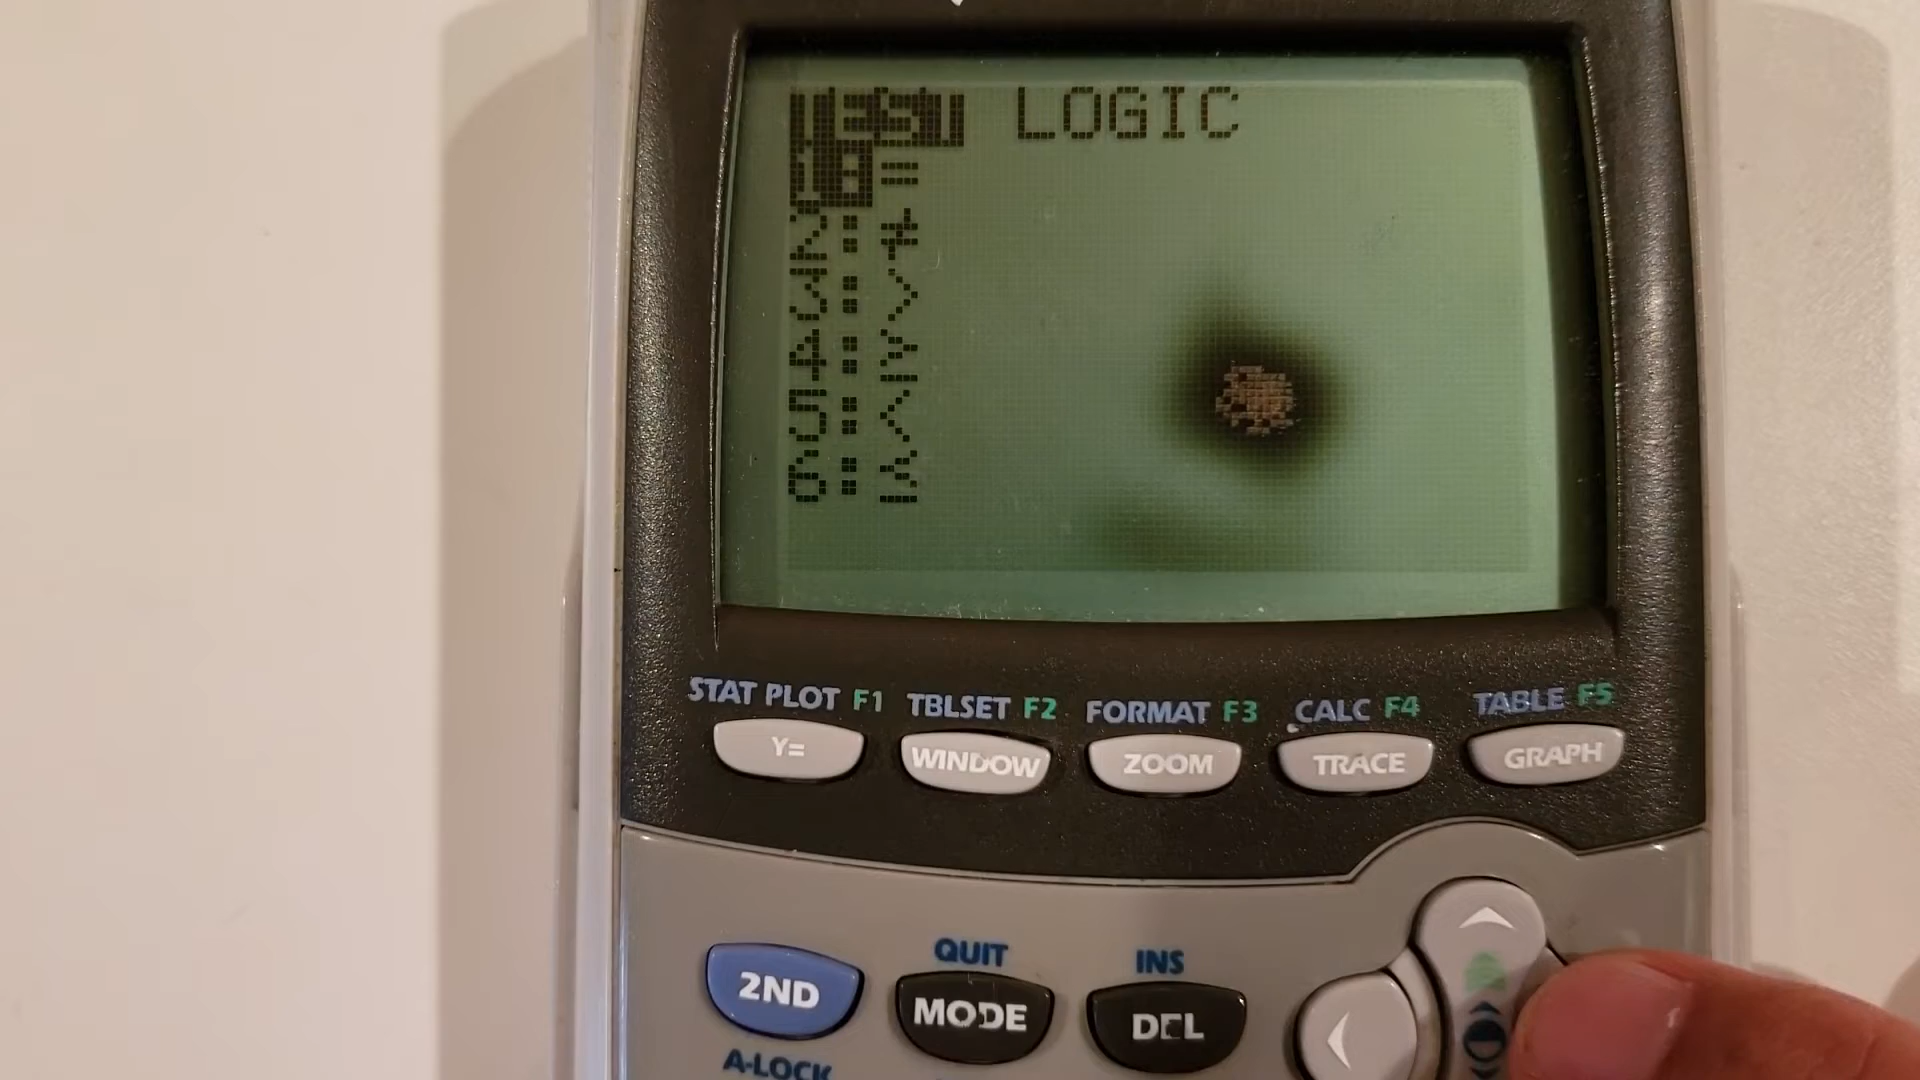 TEST LOGIC
1:=
2:≠
3:>
4:≥
5:<
6:≤
STAT PLOT F1 TBLSET F2 FORMAT F3 CALC F4 TABLE F5
Y= WINDOW ZOOM TRACE GRAPH
QUIT INS
2ND MODE DEL
A-LOCK